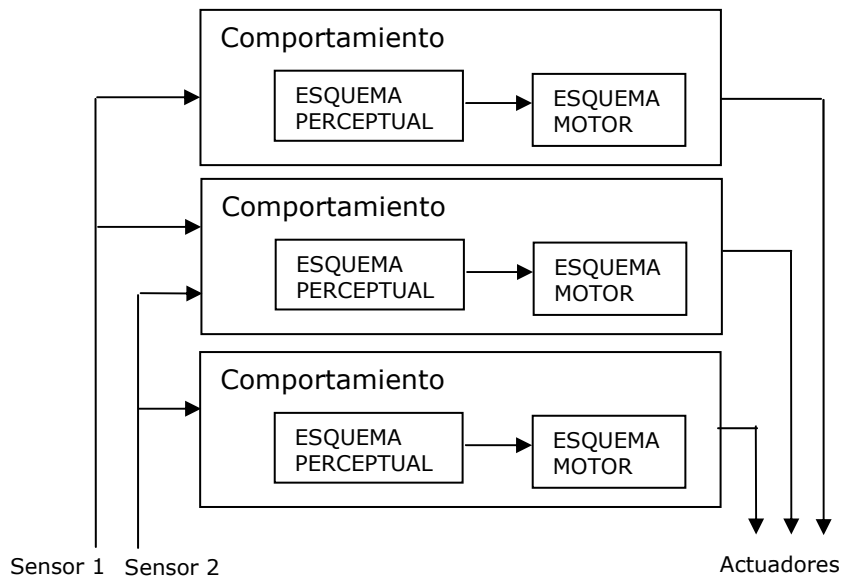 Comportamiento
ESQUEMA
PERCEPTUAL
ESQUEMA
MOTOR
Comportamiento
ESQUEMA
PERCEPTUAL
ESQUEMA
MOTOR
Comportamiento
ESQUEMA
PERCEPTUAL
ESQUEMA
MOTOR
Sensor 1
Sensor 2
Actuadores